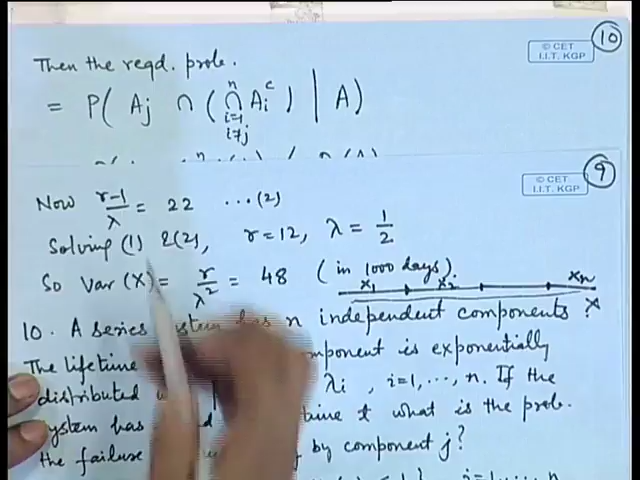 10
Then the reqd. prob.
© CET
I.I.T. KGP
= P( Aj ∩ ( ⋂_{i=1, i≠j}^{n} Ai^c ) | A)
9
© CET
I.I.T. KGP
Now (r-1)/λ = 22 ...(2)
Solving (1) & (2), r=12, λ = 1/2
So Var (X) = r/λ² = 48 (in 1000 days).
x1 x2 xn
10. A series system has n independent components ? x
The lifetime component is exponentially
distributed λi, i=1,...,n. If the
system has t what is the prob.
the failure by component j?